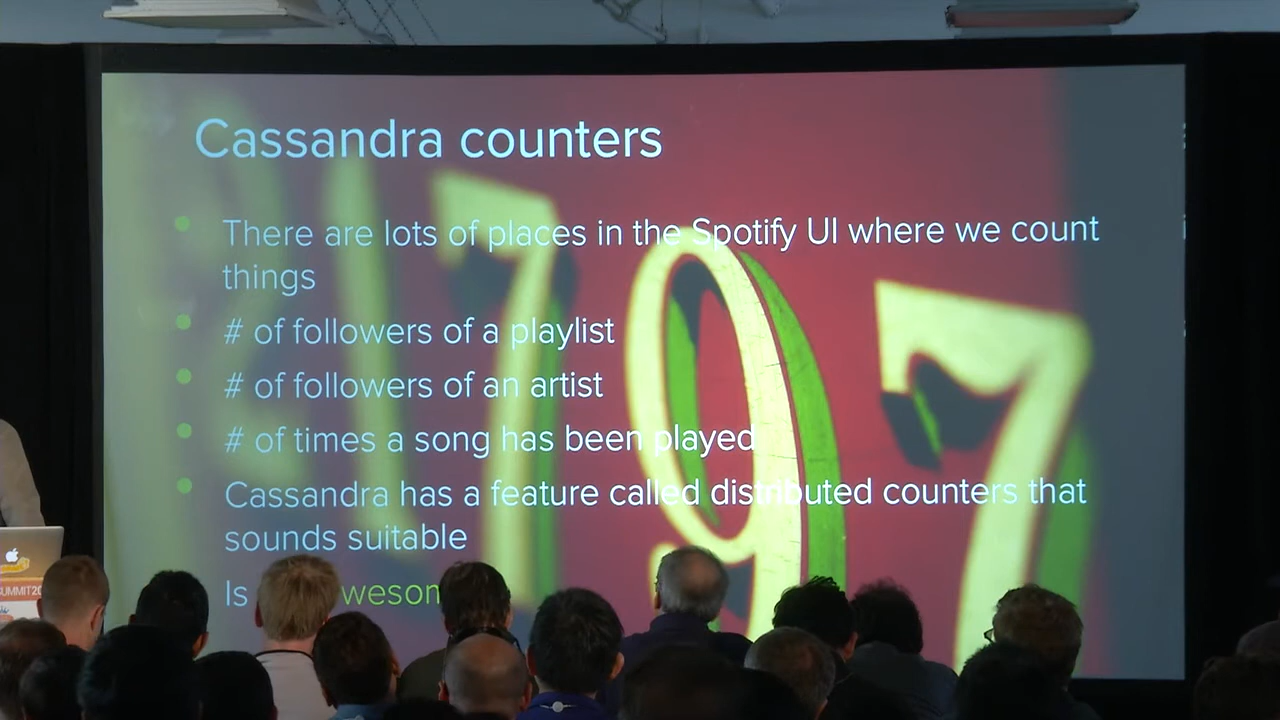 Cassandra counters
There are lots of places in the Spotify UI where we count
things
# of followers of a playlist
# of followers of an artist
# of times a song has been played
Cassandra has a feature called distributed counters that
sounds suitable
Is